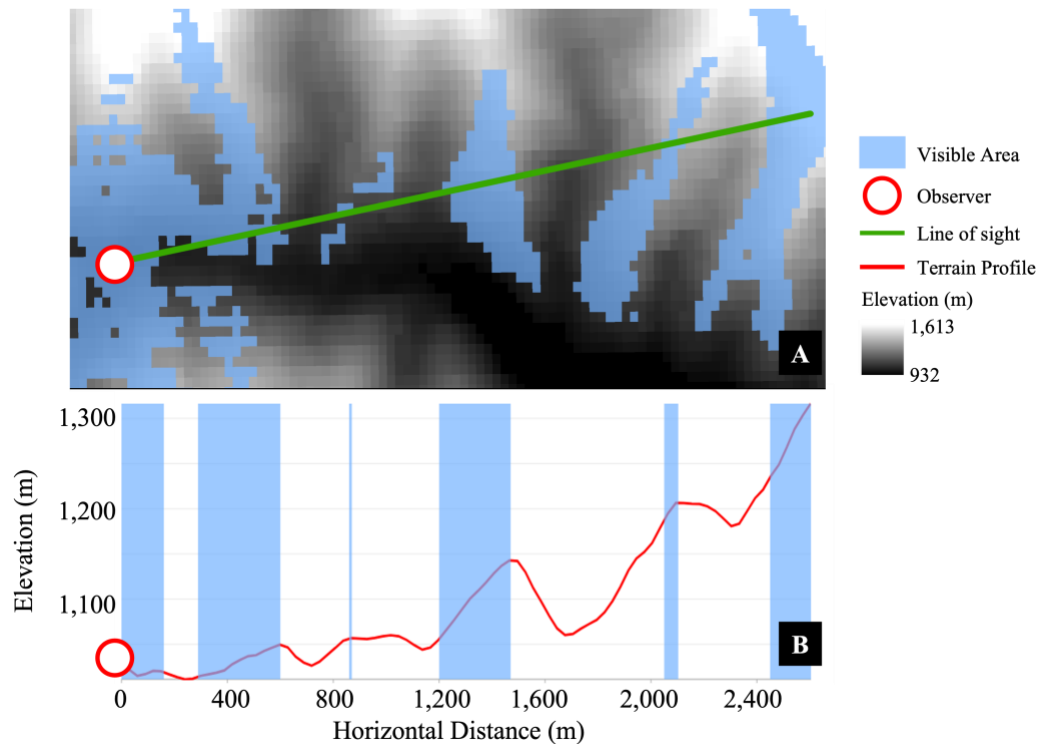 A
Visible Area
Observer
Line of sight
Terrain Profile
Elevation (m)
1,613
932
1,300
1,200
1,100
Elevation (m)
B
0 400 800 1,200 1,600 2,000 2,400
Horizontal Distance (m)